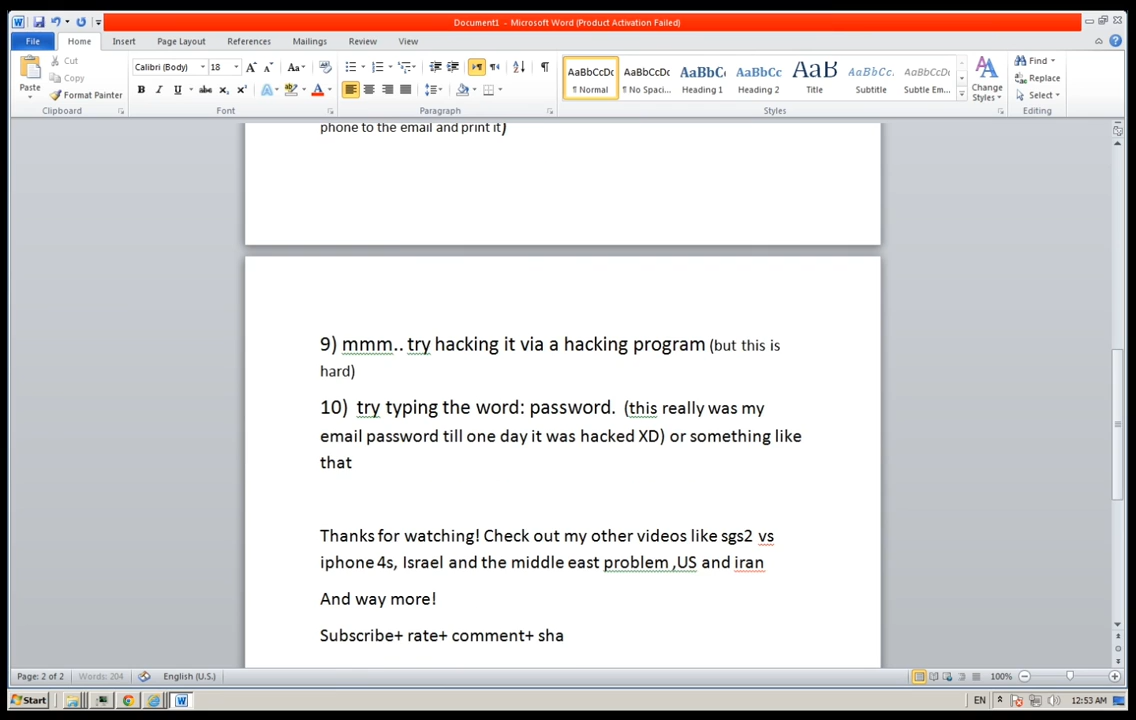 Document1 - Microsoft Word (Product Activation Failed)
File Home Insert Page Layout References Mailings Review View
Cut
Copy
Format Painter
Paste
Clipboard
Calibri (Body) 18
Font
Paragraph
AaBbCcDc AaBbCcDc AaBbC AaBbCc AaB AaBbCc. AaBbCcDc
¶ Normal ¶ No Spaci... Heading 1 Heading 2 Title Subtitle Subtle Em...
Change
Styles
Styles
Find
Replace
Select
Editing
phone to the email and print it)
9) mmm.. try hacking it via a hacking program (but this is
hard)
10) try typing the word: password. (this really was my
email password till one day it was hacked XD) or something like
that
Thanks for watching! Check out my other videos like sgs2 vs
iphone 4s, Israel and the middle east problem ,US and iran
And way more!
Subscribe+ rate+ comment+ sha
Page: 2 of 2 Words: 204 English (U.S.) 100%
Start EN 12:53 AM